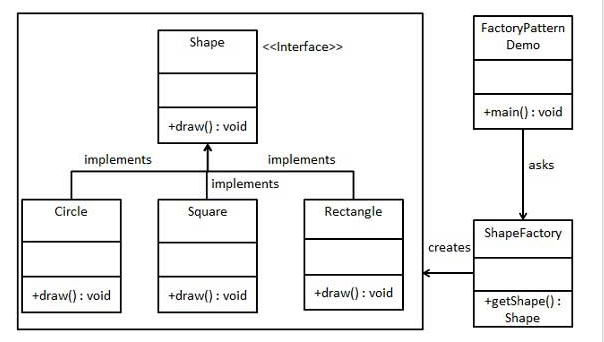 Shape
<<Interface>>
+draw() : void
implements
implements
implements
Circle
+draw() : void
Square
+draw() : void
Rectangle
+draw() : void
FactoryPattern
Demo
+main() : void
asks
ShapeFactory
creates
+getShape() :
Shape